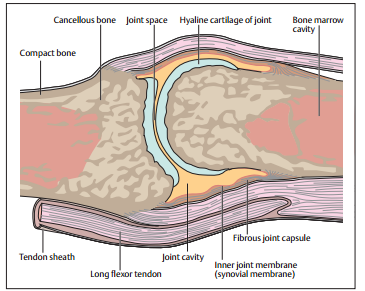 Cancellous bone
Joint space
Hyaline cartilage of joint
Bone marrow
cavity
Compact bone
Fibrous joint capsule
Tendon sheath
Joint cavity
Inner joint membrane
(synovial membrane)
Long flexor tendon